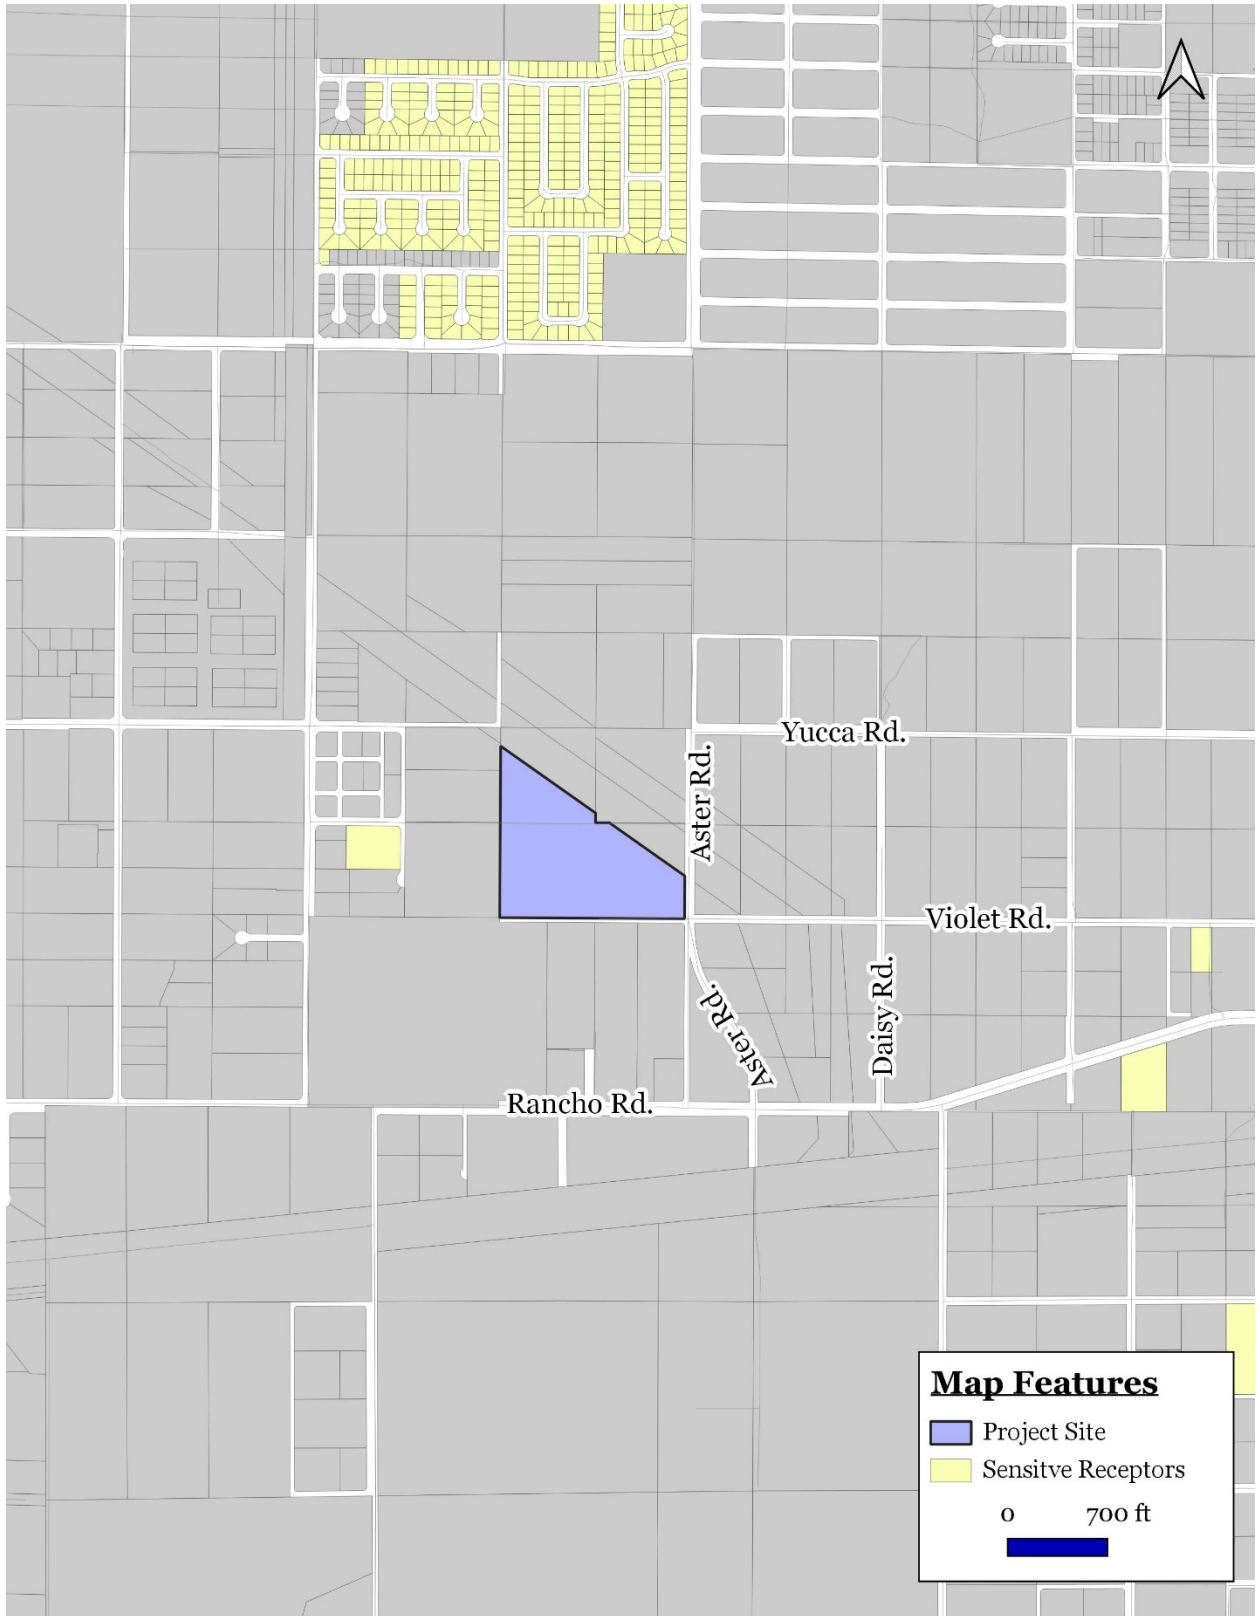 Yucca Rd.
Aster Rd.
Violet Rd.
Daisy Rd.
Aster Rd.
Rancho Rd.
Map Features
Project Site
Sensitve Receptors
0 700 ft